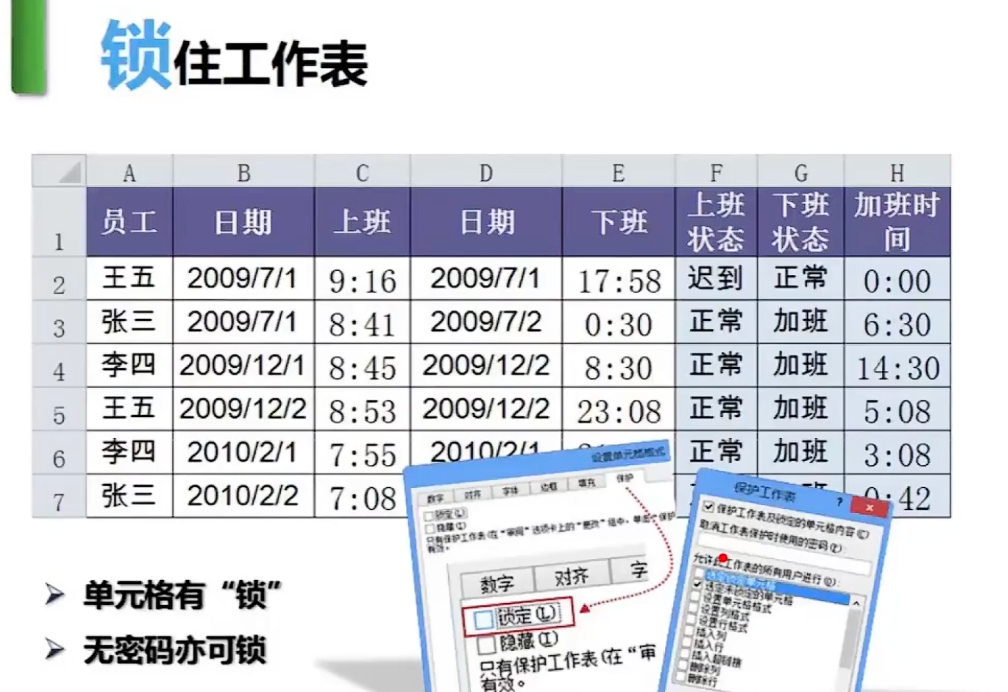 锁住工作表
A B C D E F G H
1 员工 日期 上班 日期 下班 上班状态 下班状态 加班时间
2 王五 2009/7/1 9:16 2009/7/1 17:58 迟到 正常 0:00
3 张三 2009/7/1 8:41 2009/7/2 0:30 正常 加班 6:30
4 李四 2009/12/1 8:45 2009/12/2 8:30 正常 加班 14:30
5 王五 2009/12/2 8:53 2009/12/2 23:08 正常 加班 5:08
6 李四 2010/2/1 7:55 2010/2/1 正常 加班 3:08
7 张三 2010/2/2 7:08 :42
设置单元格格式
数字 对齐 字体 边框 填充 保护
锁定(L)
隐藏(I)
只有保护工作表(在“审阅”选项卡上的“更改”组中，单击“保护
有效。
数字 对齐 字
锁定(L)
隐藏(I)
只有保护工作表(在“审
有效。
保护工作表 ?
保护工作表及锁定的单元格内容(C)
取消工作表保护时使用的密码(P):
允许此工作表的所有用户进行(O):
选定锁定单元格
选定未锁定的单元格
设置单元格格式
设置列格式
设置行格式
插入列
插入行
插入超链接
删除列
删除行
单元格有“锁”
无密码亦可锁